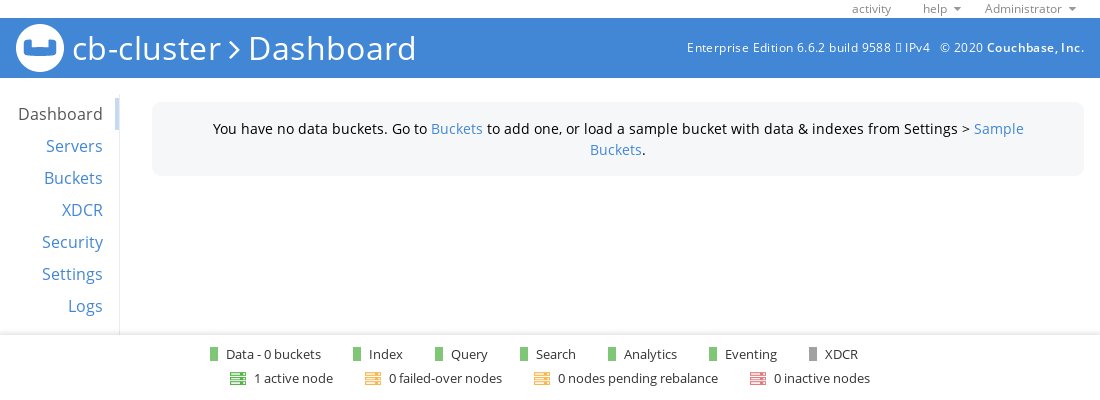 activity help Administrator
cb-cluster > Dashboard
Enterprise Edition 6.6.2 build 9588 ▯ IPv4 © 2020 Couchbase, Inc.
Dashboard
Servers
Buckets
XDCR
Security
Settings
Logs
You have no data buckets. Go to Buckets to add one, or load a sample bucket with data & indexes from Settings > Sample
Buckets.
Data - 0 buckets Index Query Search Analytics Eventing XDCR
1 active node 0 failed-over nodes 0 nodes pending rebalance 0 inactive nodes